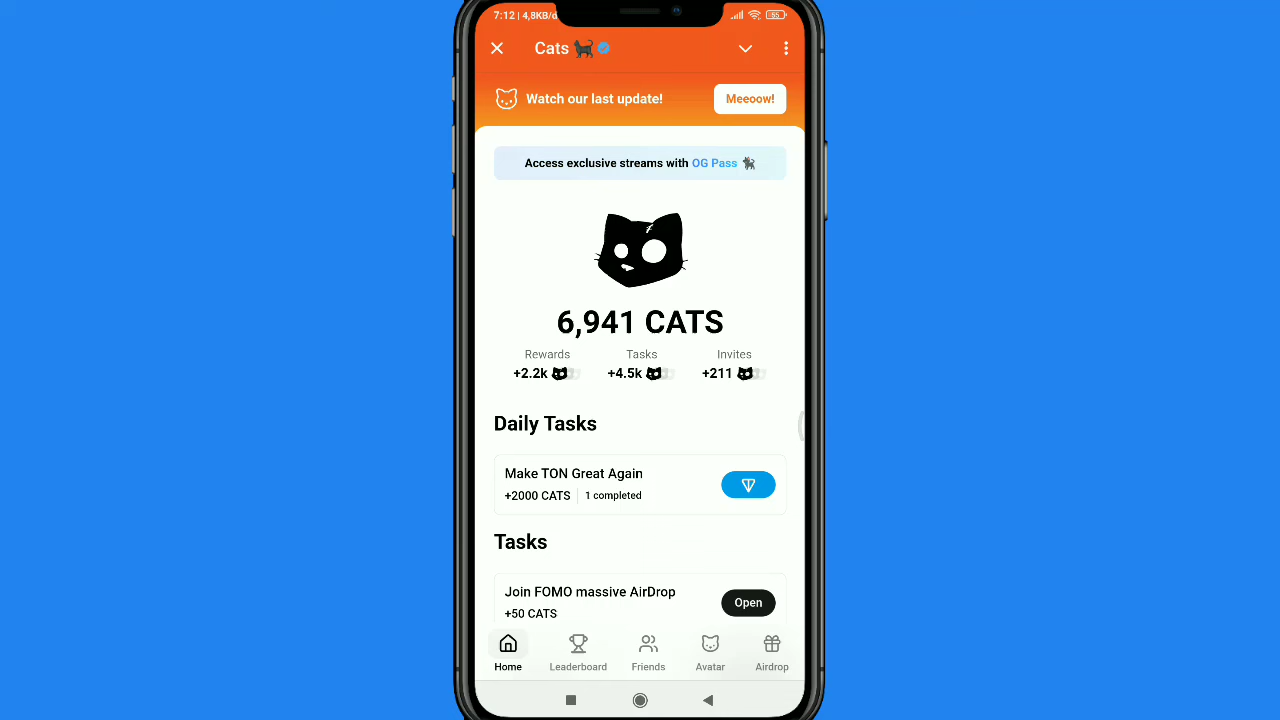 7:12 | 4,8KB/d
55
Cats
Watch our last update!
Meeoow!
Access exclusive streams with OG Pass
6,941 CATS
Rewards Tasks Invites
+2.2k +4.5k +211
Daily Tasks
Make TON Great Again
+2000 CATS 1 completed
Tasks
Join FOMO massive AirDrop
Open
+50 CATS
Home Leaderboard Friends Avatar Airdrop